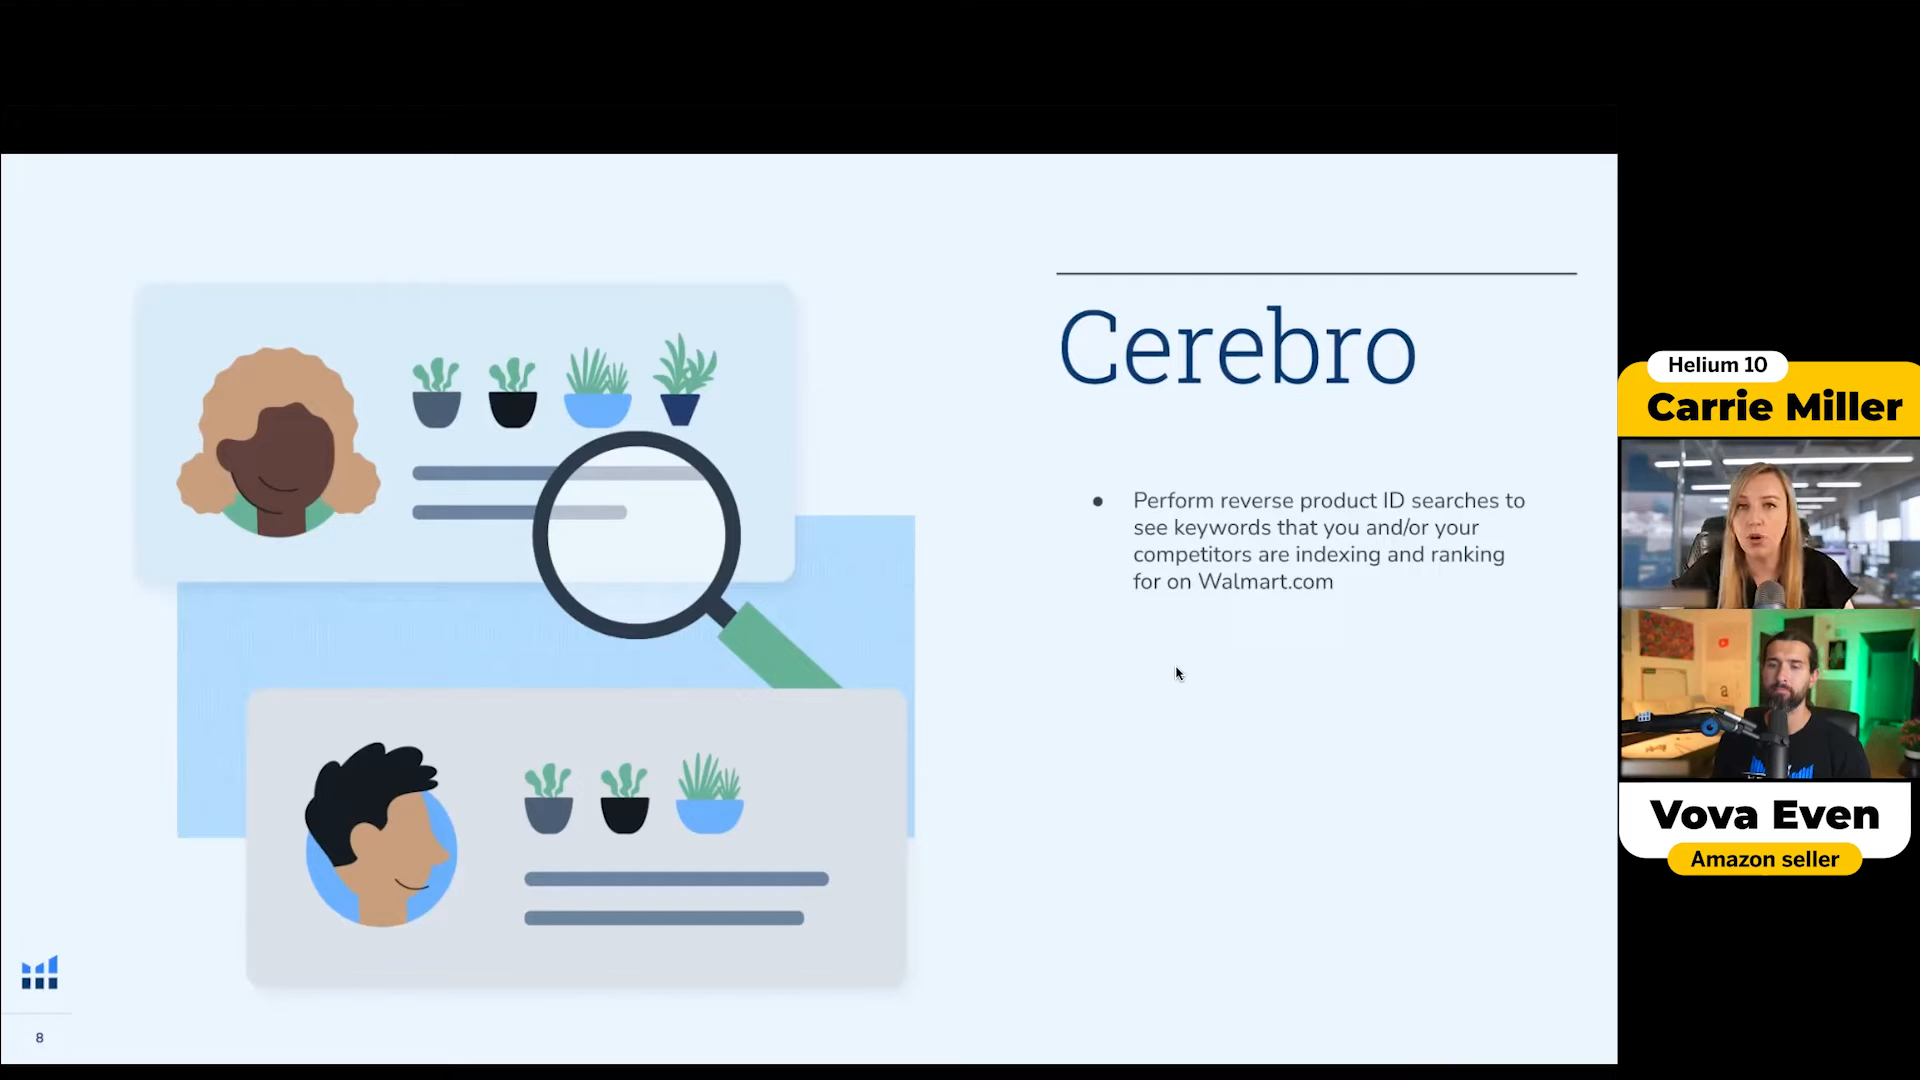 Cerebro
Perform reverse product ID searches to
see keywords that you and/or your
competitors are indexing and ranking
for on Walmart.com
8
Helium 10
Carrie Miller
Vova Even
Amazon seller